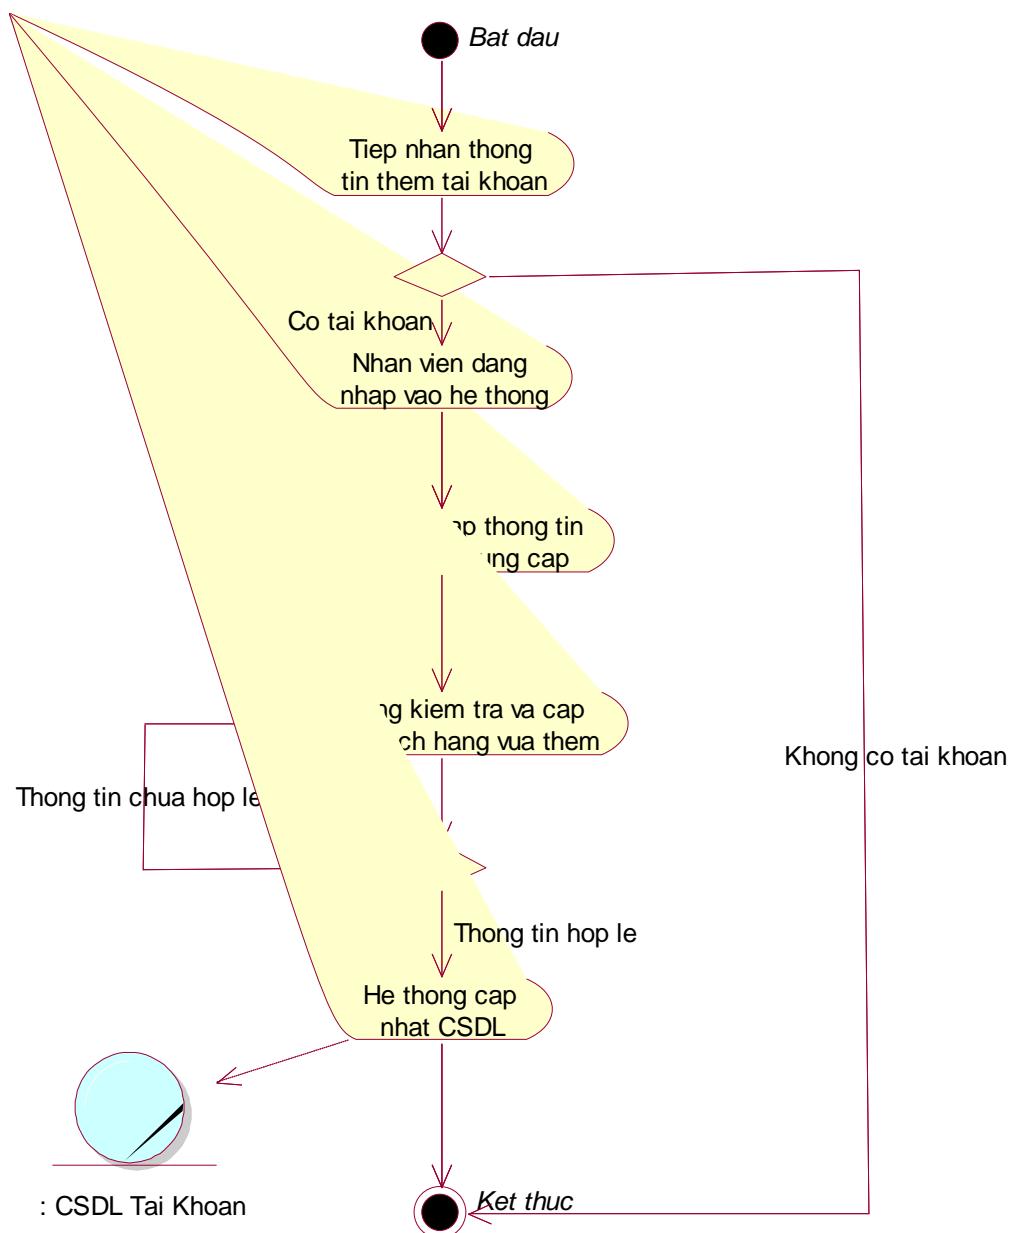 Bat dau
Tiep nhan thong
tin them tai khoan
Co tai khoan
Nhan vien dang
nhap vao he thong
thong tin
cap
kiem tra va cap
hang vua them
Khong co tai khoan
Thong tin chua hop le
Thong tin hop le
He thong cap
nhat CSDL
: CSDL Tai Khoan
Ket thuc